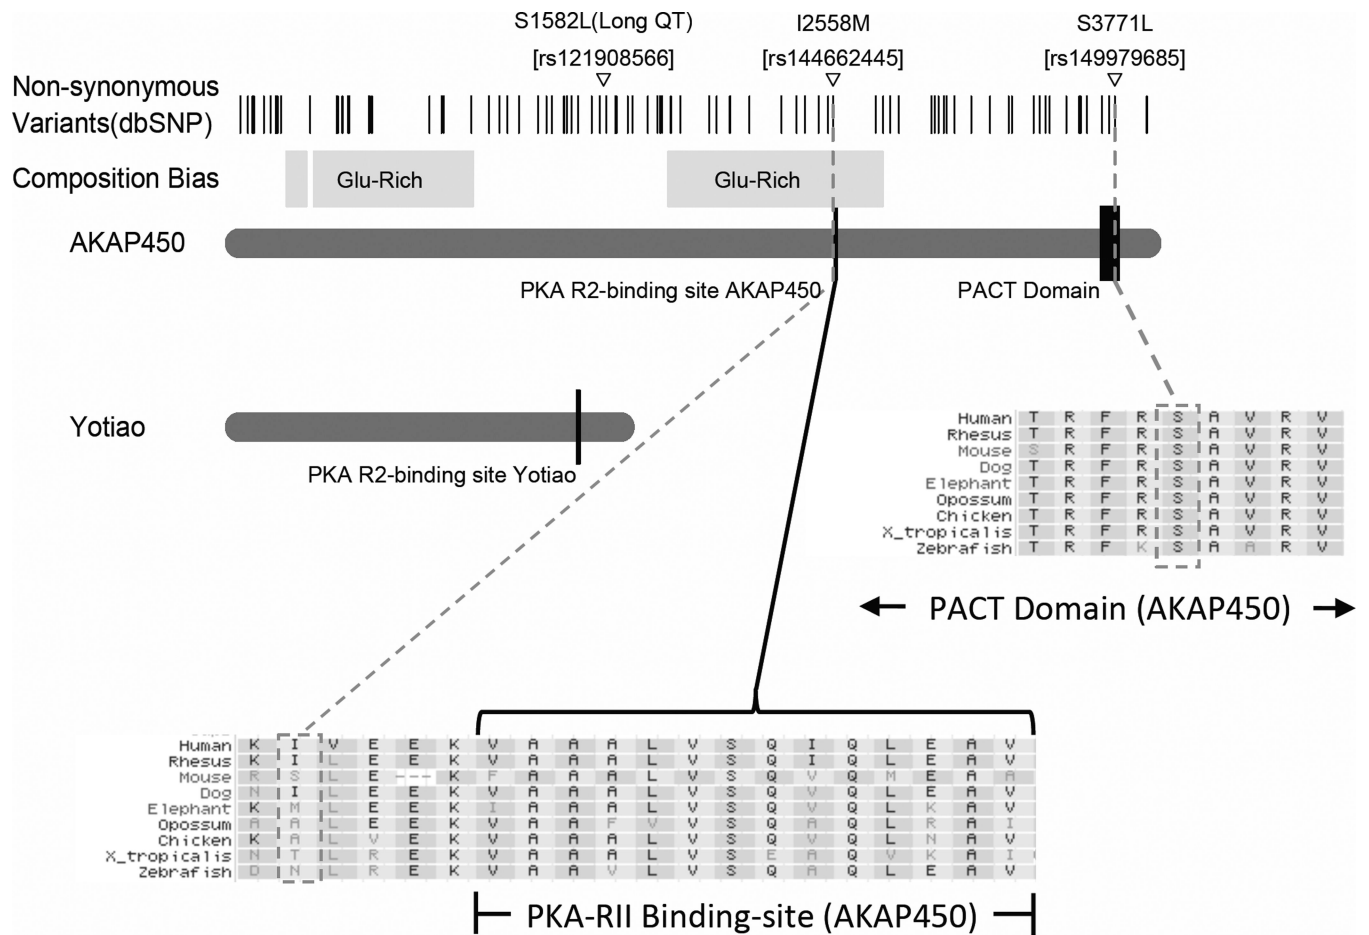 S1582L(Long QT) I2558M S3771L
[rs121908566] [rs144662445] [rs149979685]
Non-synonymous
Variants(dbSNP)
Composition Bias Glu-Rich Glu-Rich
AKAP450
PKA R2-binding site AKAP450 PACT Domain
Yotiao
PKA R2-binding site Yotiao
Human T R F R S A V R V
Rhesus T R F R S A V R V
Mouse S R F R S A V R V
Dog T R F R S A V R V
Elephant T R F R S A V R V
Opossum T R F R S A V R V
Chicken T R F R S A V R V
X_tropicalis T R F R S A V R V
Zebrafish T R F K S A A R V
PACT Domain (AKAP450)
Human K I V E E K V A A A L V S Q I Q L E A V
Rhesus K I L E E K V A A A L V S Q I Q L E A V
Mouse R S L E --- K F A A A L V S Q V Q M E A A
Dog N I L E E K V A A A L V S Q V Q L E A V
Elephant K M L E E K I A A A L V S Q V Q L K A V
Opossum A A L E E K V A A F V V S Q A Q L R A I
Chicken K A L V E K V A A A L V S Q V Q L N A V
X_tropicalis N T L R E K V A A A L V S E A Q V K A I
Zebrafish D N L R E K V A A V L V S Q A Q L E A V
PKA-RII Binding-site (AKAP450)